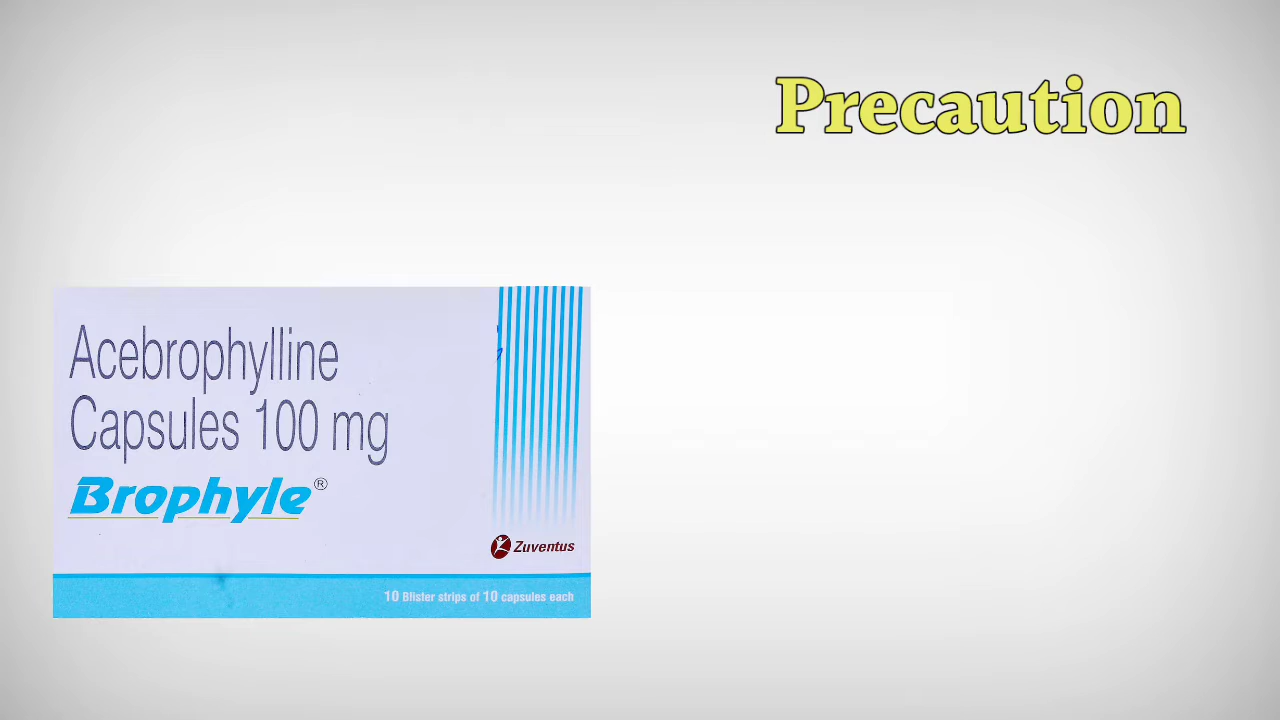 Precaution
Acebrophylline
Capsules 100 mg
Brophyle®
Zuventus
10 Blister strips of 10 capsules each